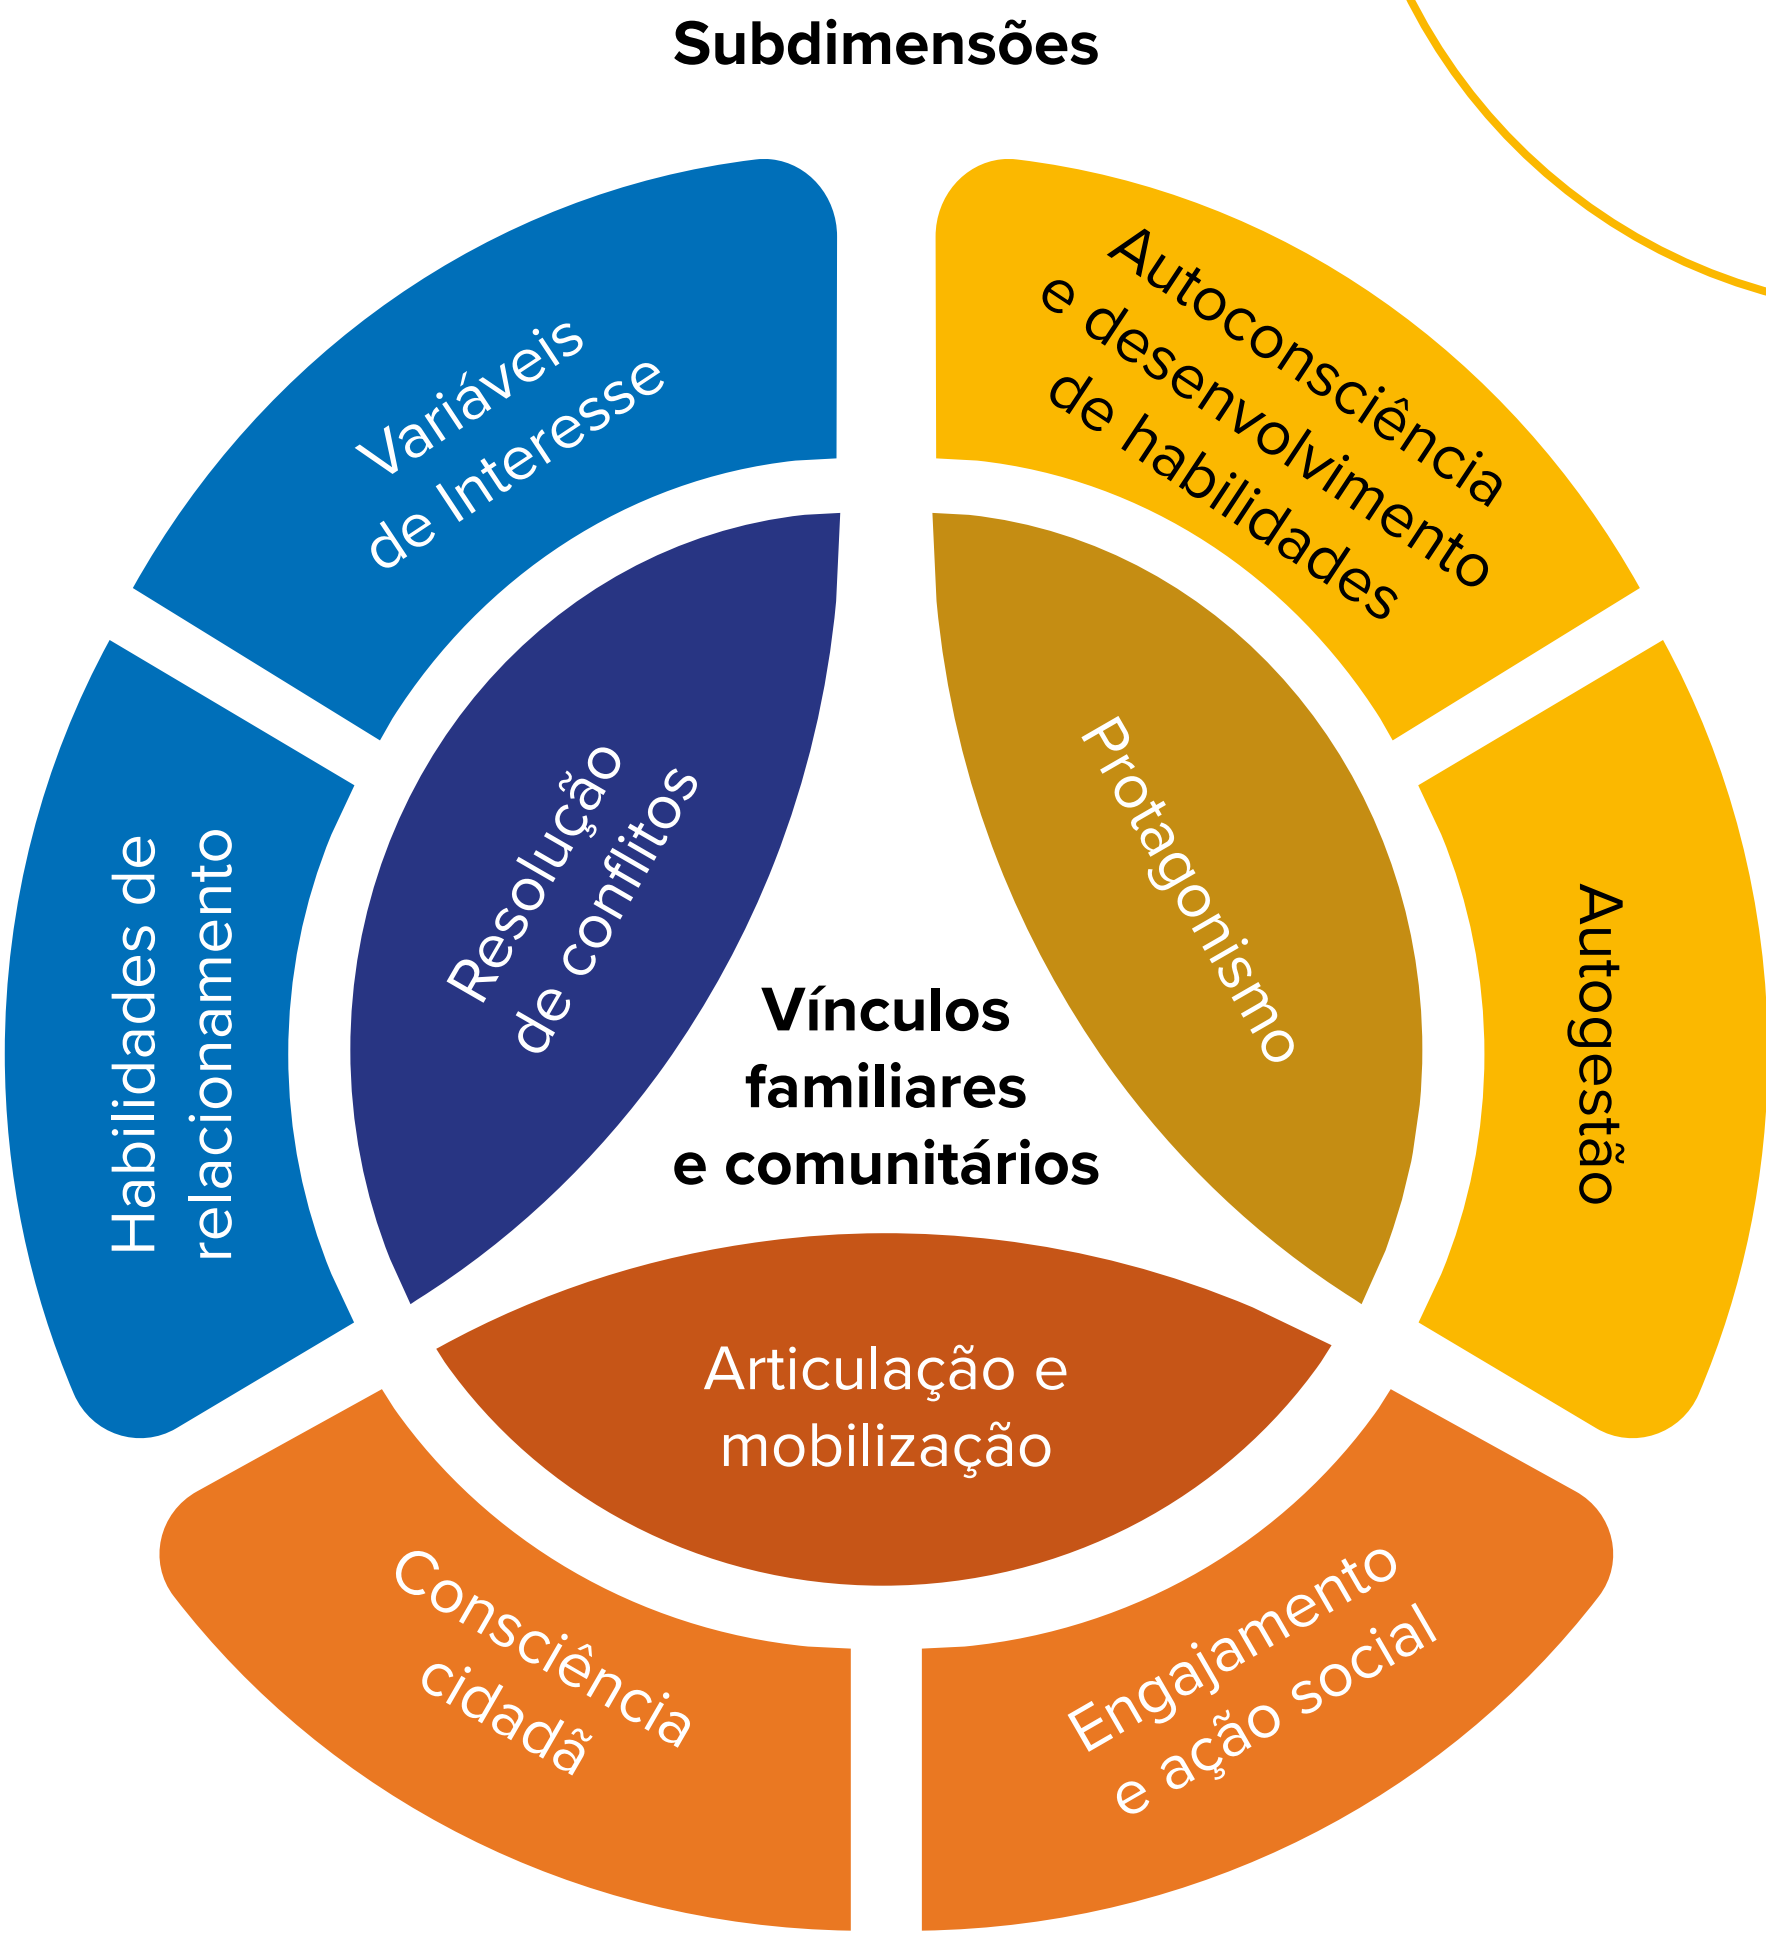 Subdimensões
Variáveis
de Interesse
Autoconsciência
e desenvolvimento
de habilidades
Habilidades de
relacionamento
Resolução
de conflitos
Protagonismo
Autogestão
Vínculos
familiares
e comunitários
Articulação e
mobilização
Consciência
cidadã
Engajamento
e ação social